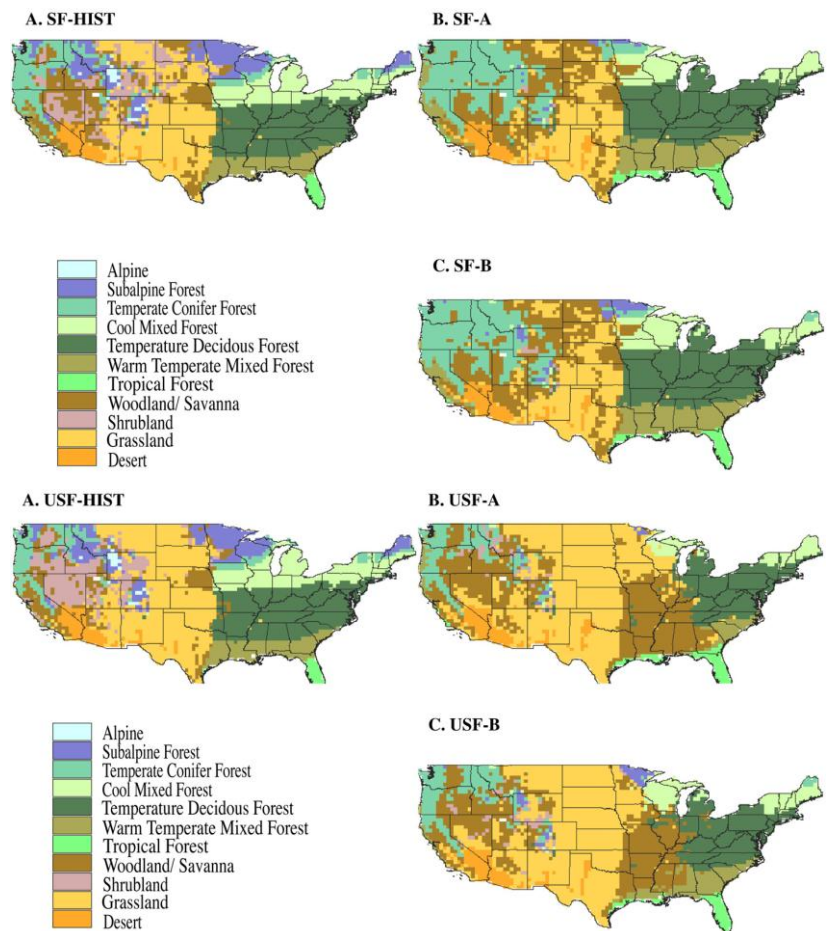 A. SF-HIST
B. SF-A
C. SF-B
Alpine
Subalpine Forest
Temperate Conifer Forest
Cool Mixed Forest
Temperature Decidous Forest
Warm Temperate Mixed Forest
Tropical Forest
Woodland/ Savanna
Shrubland
Grassland
Desert
A. USF-HIST
B. USF-A
C. USF-B
Alpine
Subalpine Forest
Temperate Conifer Forest
Cool Mixed Forest
Temperature Decidous Forest
Warm Temperate Mixed Forest
Tropical Forest
Woodland/ Savanna
Shrubland
Grassland
Desert